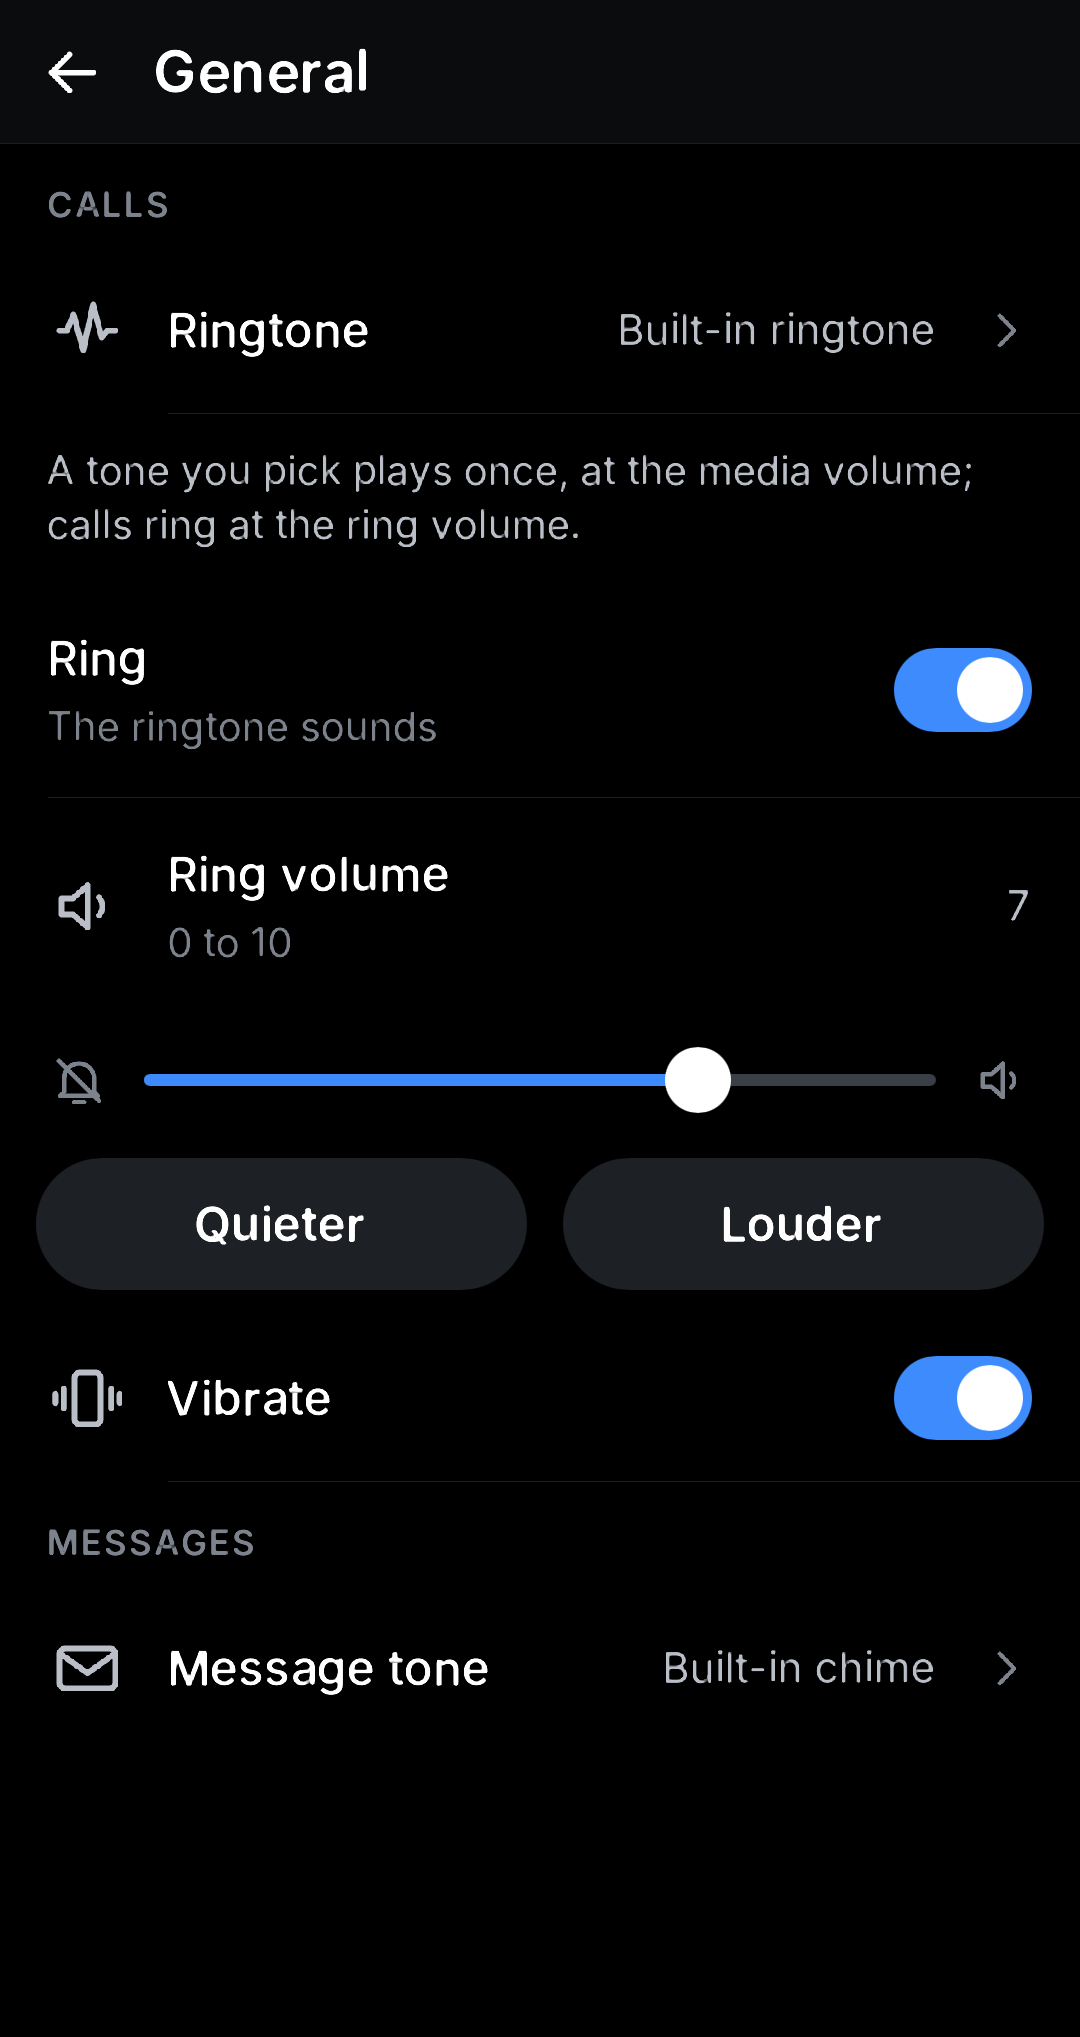 General
CALLS
Ringtone
Built-in ringtone
A tone you pick plays once, at the media volume;
calls ring at the ring volume.
Ring
The ringtone sounds
Ring volume
7
0 to 10
Quieter
Louder
Vibrate
MESSAGES
Message tone
Built-in chime